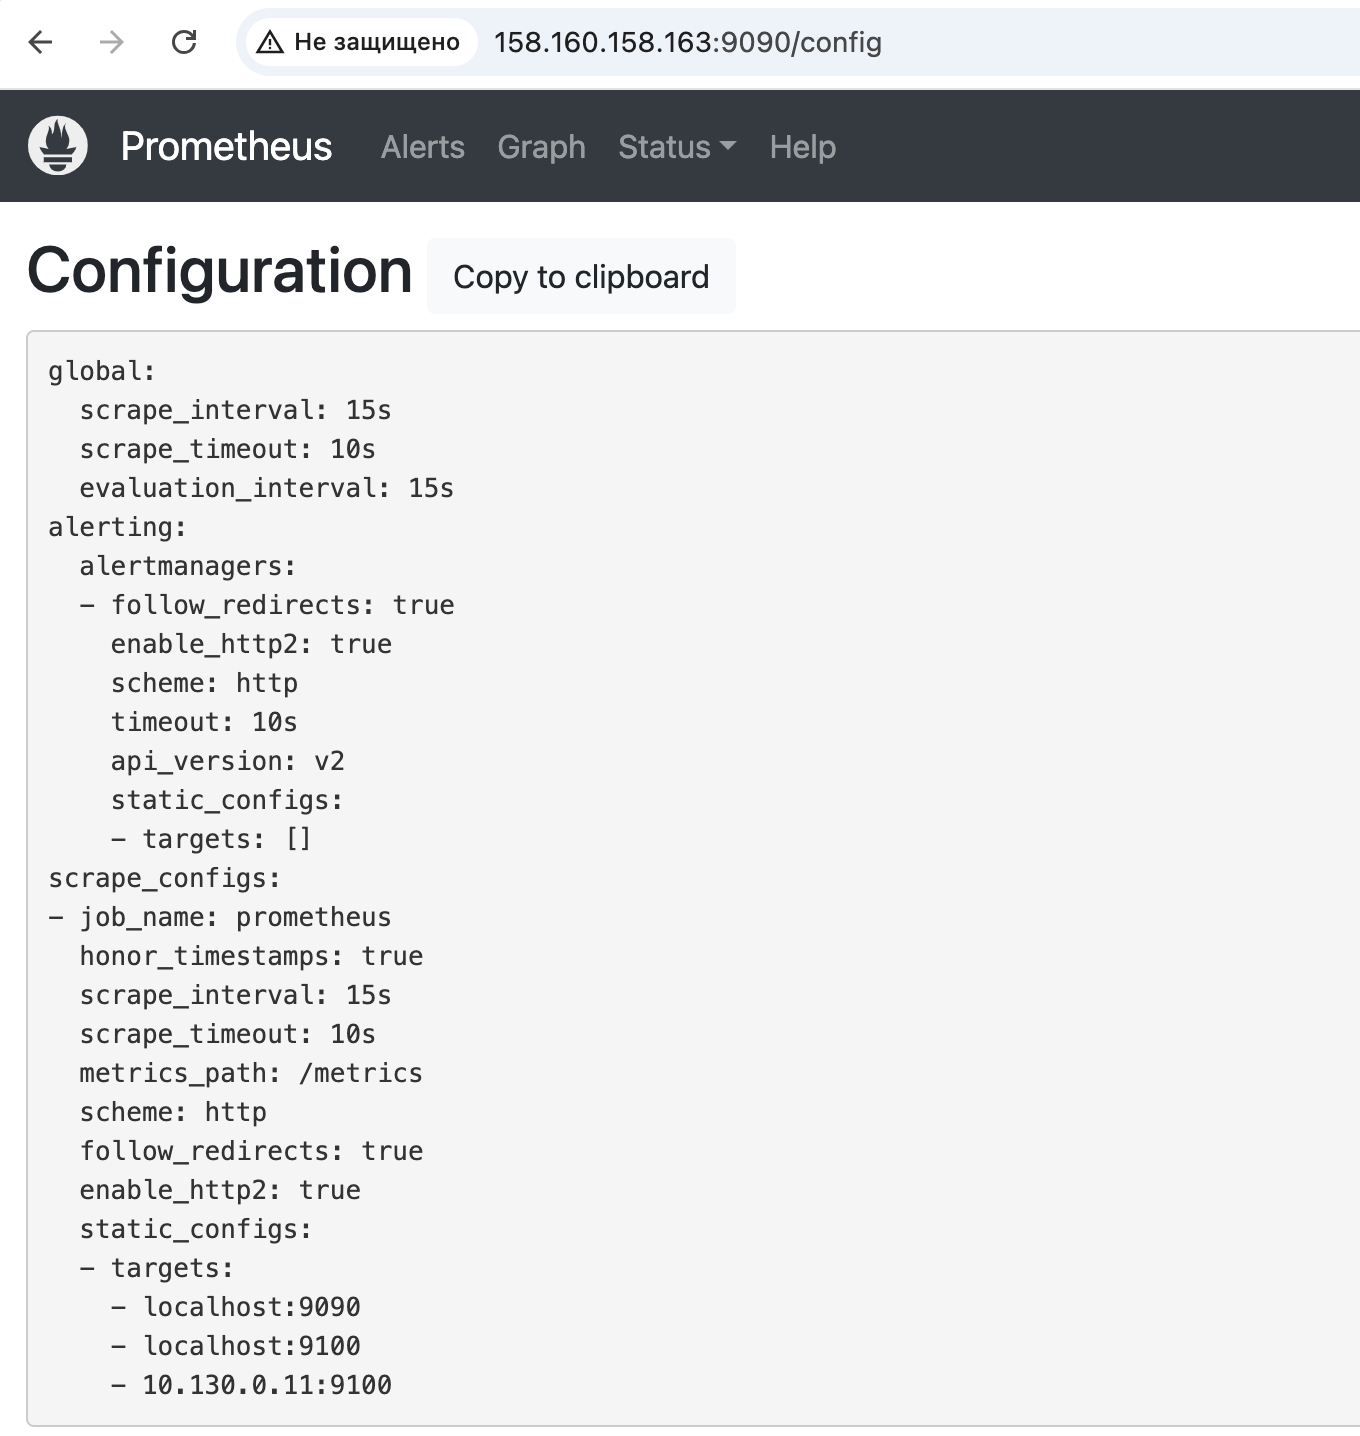 Не защищено 158.160.158.163:9090/config
Prometheus Alerts Graph Status Help
Configuration Copy to clipboard
global:
  scrape_interval: 15s
  scrape_timeout: 10s
  evaluation_interval: 15s
alerting:
  alertmanagers:
  - follow_redirects: true
    enable_http2: true
    scheme: http
    timeout: 10s
    api_version: v2
    static_configs:
    - targets: []
scrape_configs:
- job_name: prometheus
  honor_timestamps: true
  scrape_interval: 15s
  scrape_timeout: 10s
  metrics_path: /metrics
  scheme: http
  follow_redirects: true
  enable_http2: true
  static_configs:
  - targets:
    - localhost:9090
    - localhost:9100
    - 10.130.0.11:9100